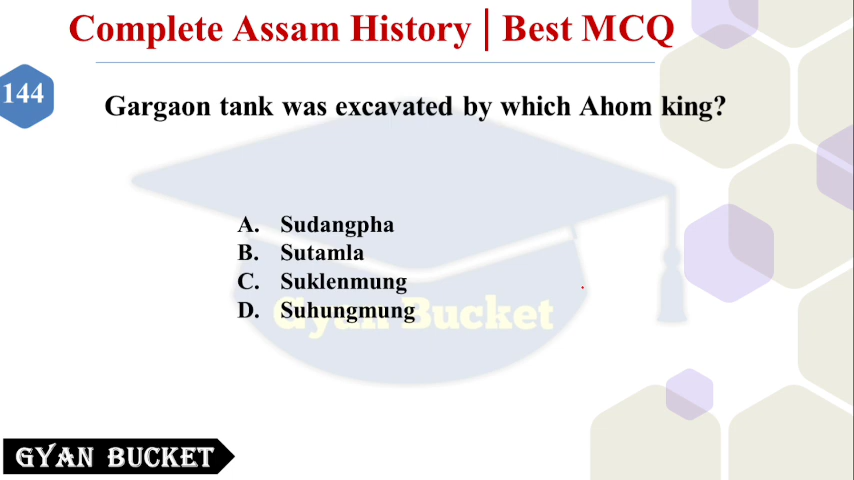 Complete Assam History | Best MCQ
144
Gargaon tank was excavated by which Ahom king?
A. Sudangpha
B. Sutamla
C. Suklenmung
D. Suhungmung
Gyan Bucket
GYAN BUCKET